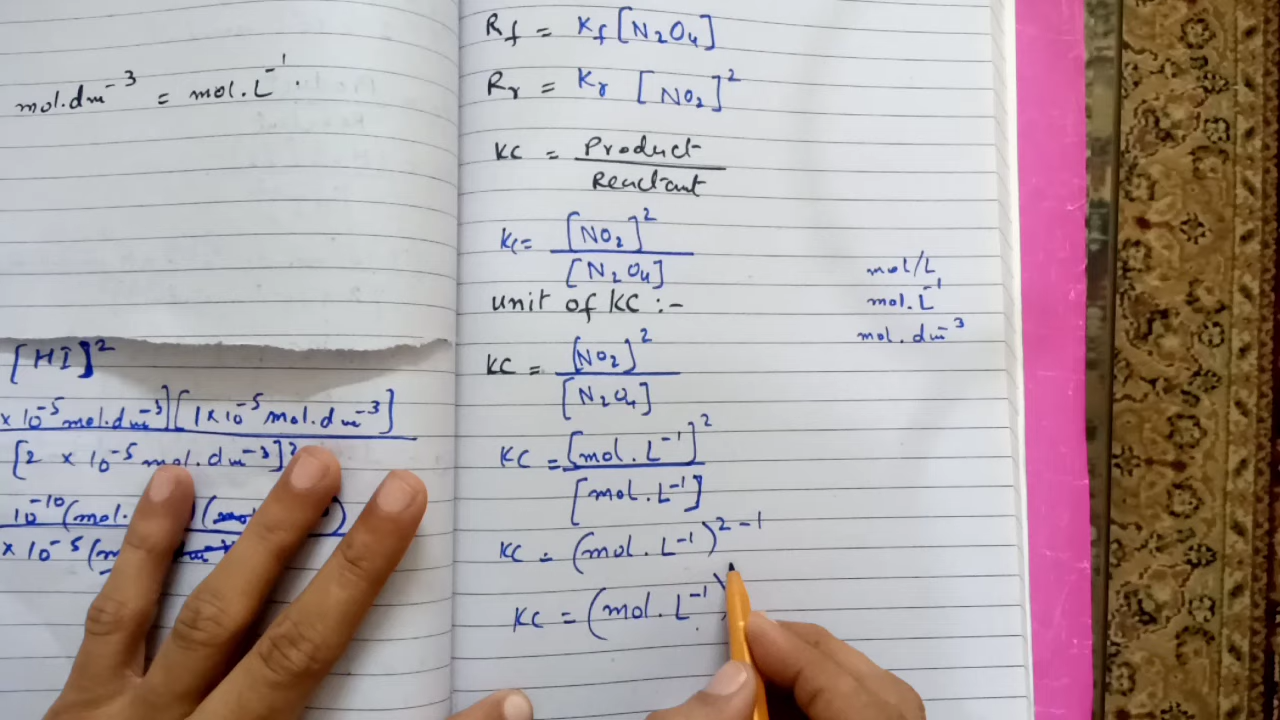 mol.dm⁻³ = mol.L⁻¹
[HI]²
× 10⁻⁵ mol.dm⁻³] [1 × 10⁻⁵ mol.dm⁻³]
[2 × 10⁻⁵ mol.dm⁻³]²
10⁻¹⁰ (mol.
× 10⁻⁵
Rf = Kf [N₂O₄]
Rr = Kr [NO₂]²
KC = Product
Reactant
Kc = [NO₂]²
[N₂O₄]
unit of KC :-
KC = [NO₂]²
[N₂O₄]
KC = [mol. L⁻¹]²
[mol. L⁻¹]
KC = (mol. L⁻¹)²⁻¹
KC = (mol. L⁻¹)
mol/L
mol. L⁻¹
mol. dm⁻³